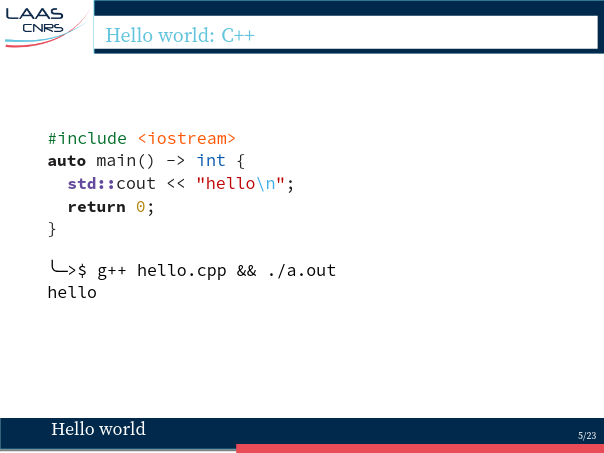 LAAS
CNRS
Hello world: C++
#include <iostream>
auto main() -> int {
  std::cout << "hello\n";
  return 0;
}
╰─>$ g++ hello.cpp && ./a.out
hello
Hello world
5/23